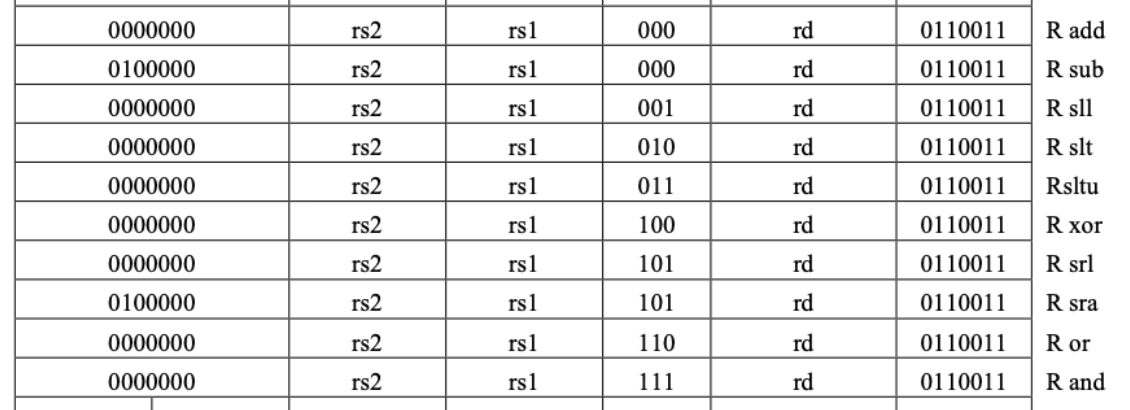 0000000 rs2 rs1 000 rd 0110011 R add
0100000 rs2 rs1 000 rd 0110011 R sub
0000000 rs2 rs1 001 rd 0110011 R sll
0000000 rs2 rs1 010 rd 0110011 R slt
0000000 rs2 rs1 011 rd 0110011 Rsltu
0000000 rs2 rs1 100 rd 0110011 R xor
0000000 rs2 rs1 101 rd 0110011 R srl
0100000 rs2 rs1 101 rd 0110011 R sra
0000000 rs2 rs1 110 rd 0110011 R or
0000000 rs2 rs1 111 rd 0110011 R and